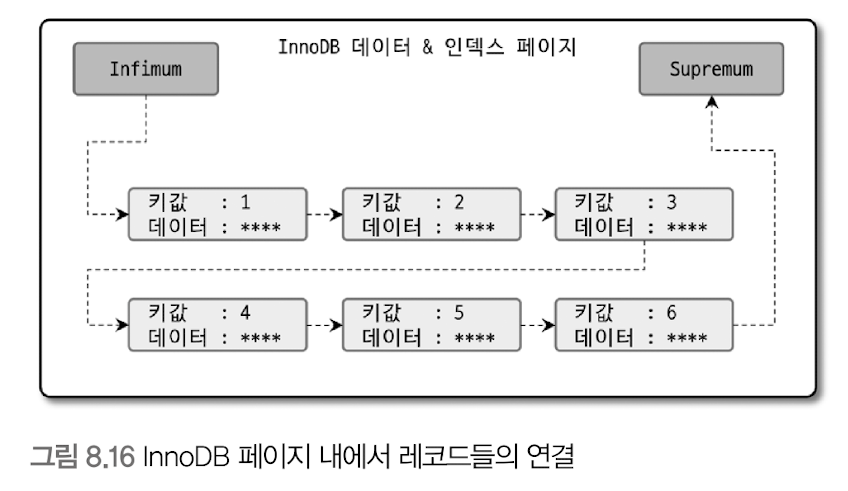 InnoDB 데이터 & 인덱스 페이지
Infimum
Supremum
키값 : 1
데이터 : ****
키값 : 2
데이터 : ****
키값 : 3
데이터 : ****
키값 : 4
데이터 : ****
키값 : 5
데이터 : ****
키값 : 6
데이터 : ****
그림 8.16 InnoDB 페이지 내에서 레코드들의 연결